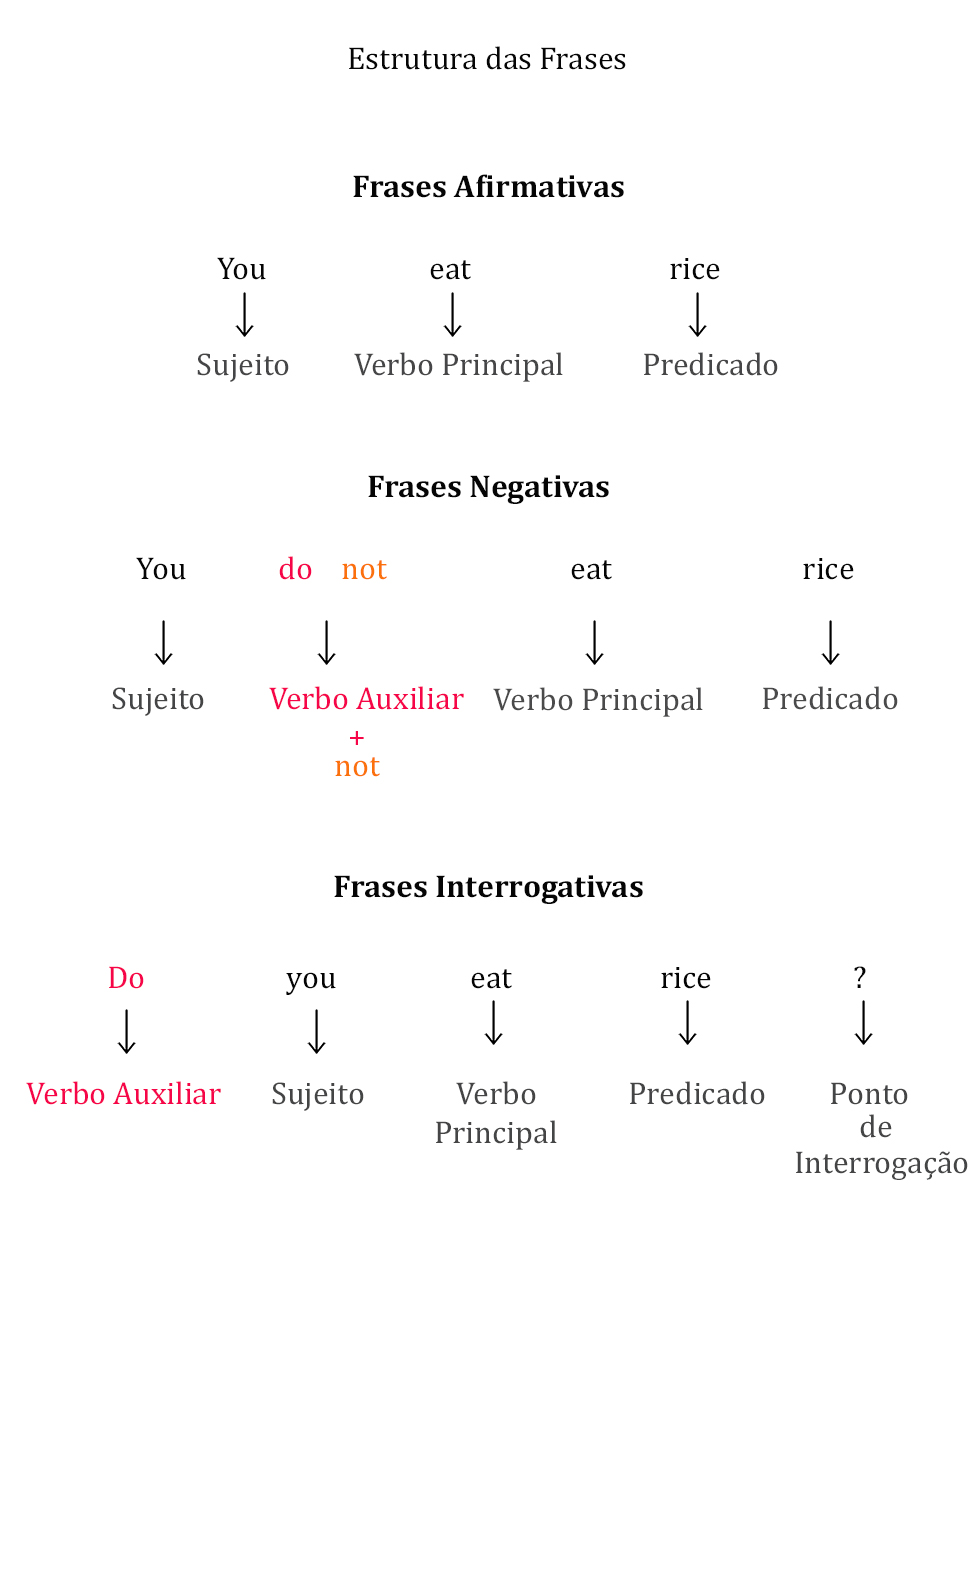 Estrutura das Frases
Frases Afirmativas
You eat rice
Sujeito Verbo Principal Predicado
Frases Negativas
You do not eat rice
Sujeito Verbo Auxiliar Verbo Principal Predicado
+
not
Frases Interrogativas
Do you eat rice ?
Verbo Auxiliar Sujeito Verbo Predicado Ponto
Principal de
Interrogação